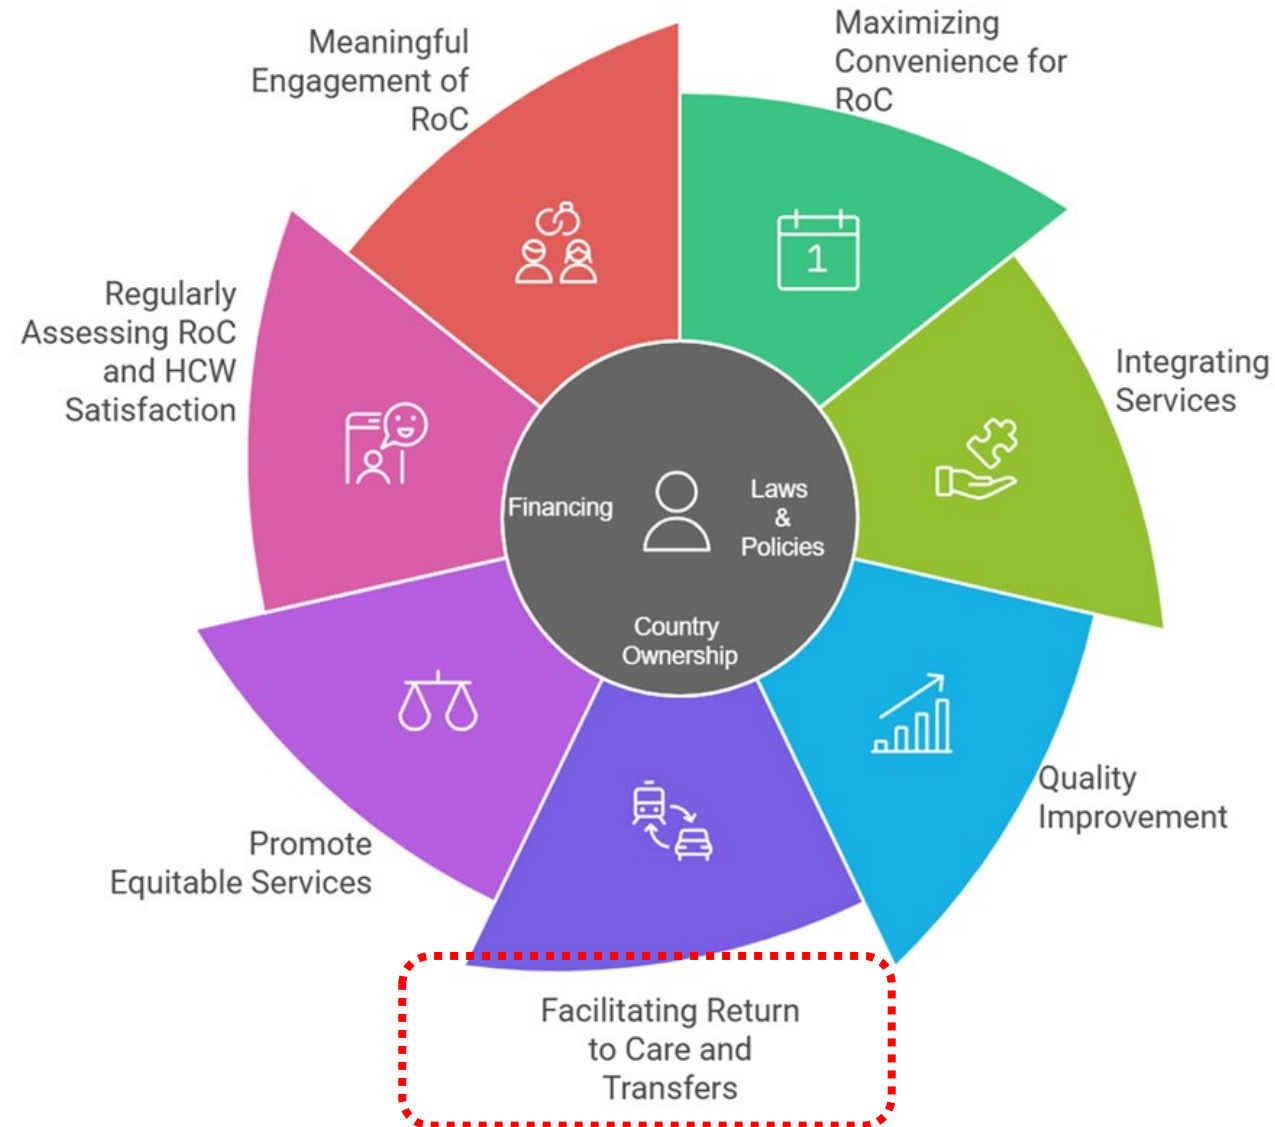 Meaningful
Engagement of
RoC
Maximizing
Convenience for
RoC
1
Regularly
Assessing RoC
and HCW
Satisfaction
Integrating
Services
Financing
Laws
&
Policies
Country
Ownership
Quality
Improvement
Promote
Equitable Services
Facilitating Return
to Care and
Transfers